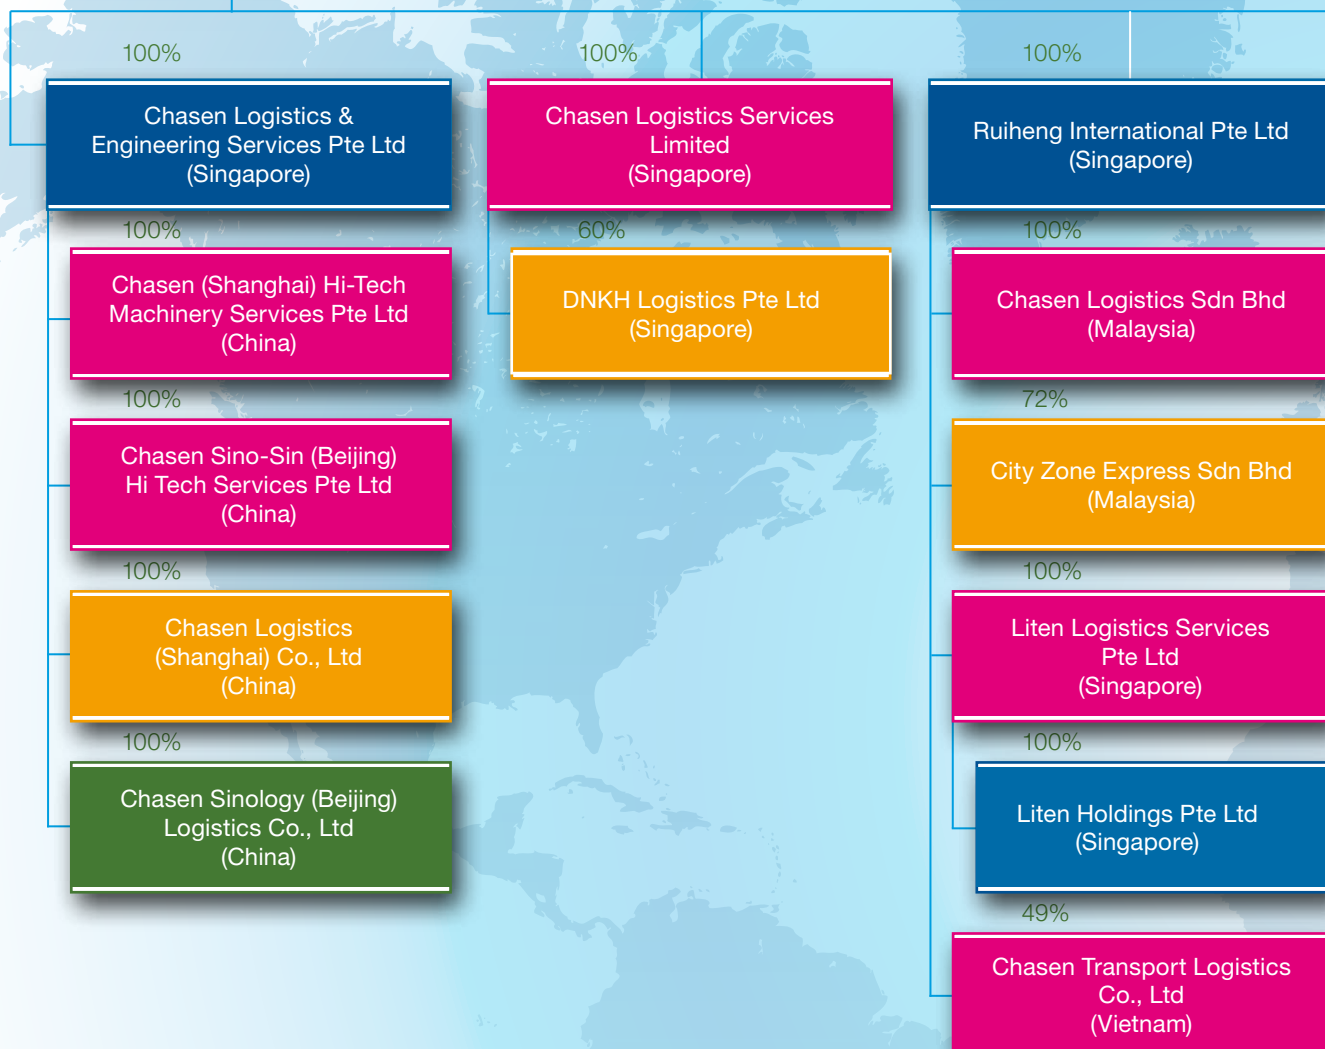 100%
Chasen Logistics &
Engineering Services Pte Ltd
(Singapore)
100%
Chasen (Shanghai) Hi-Tech
Machinery Services Pte Ltd
(China)
100%
Chasen Sino-Sin (Beijing)
Hi Tech Services Pte Ltd
(China)
100%
Chasen Logistics
(Shanghai) Co., Ltd
(China)
100%
Chasen Sinology (Beijing)
Logistics Co., Ltd
(China)
100%
Chasen Logistics Services
Limited
(Singapore)
60%
DNKH Logistics Pte Ltd
(Singapore)
100%
Ruiheng International Pte Ltd
(Singapore)
100%
Chasen Logistics Sdn Bhd
(Malaysia)
72%
City Zone Express Sdn Bhd
(Malaysia)
100%
Liten Logistics Services
Pte Ltd
(Singapore)
100%
Liten Holdings Pte Ltd
(Singapore)
49%
Chasen Transport Logistics
Co., Ltd
(Vietnam)